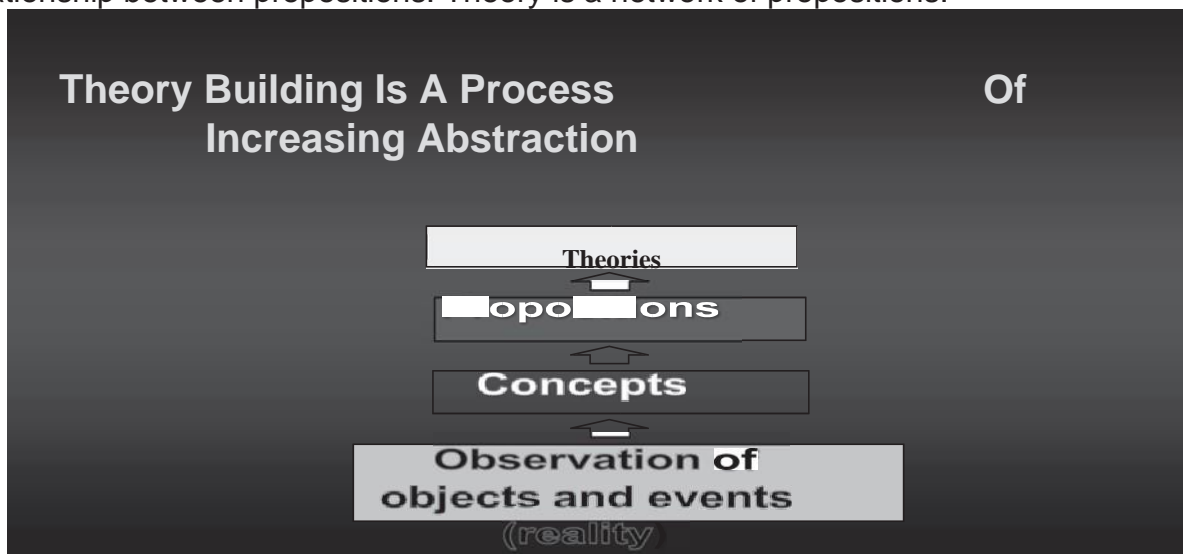 between propositions. Theory is a network of propositions.
Theory Building Is A Process Of
Increasing Abstraction
Theories
Concepts
Observation of
objects and events
(reality)